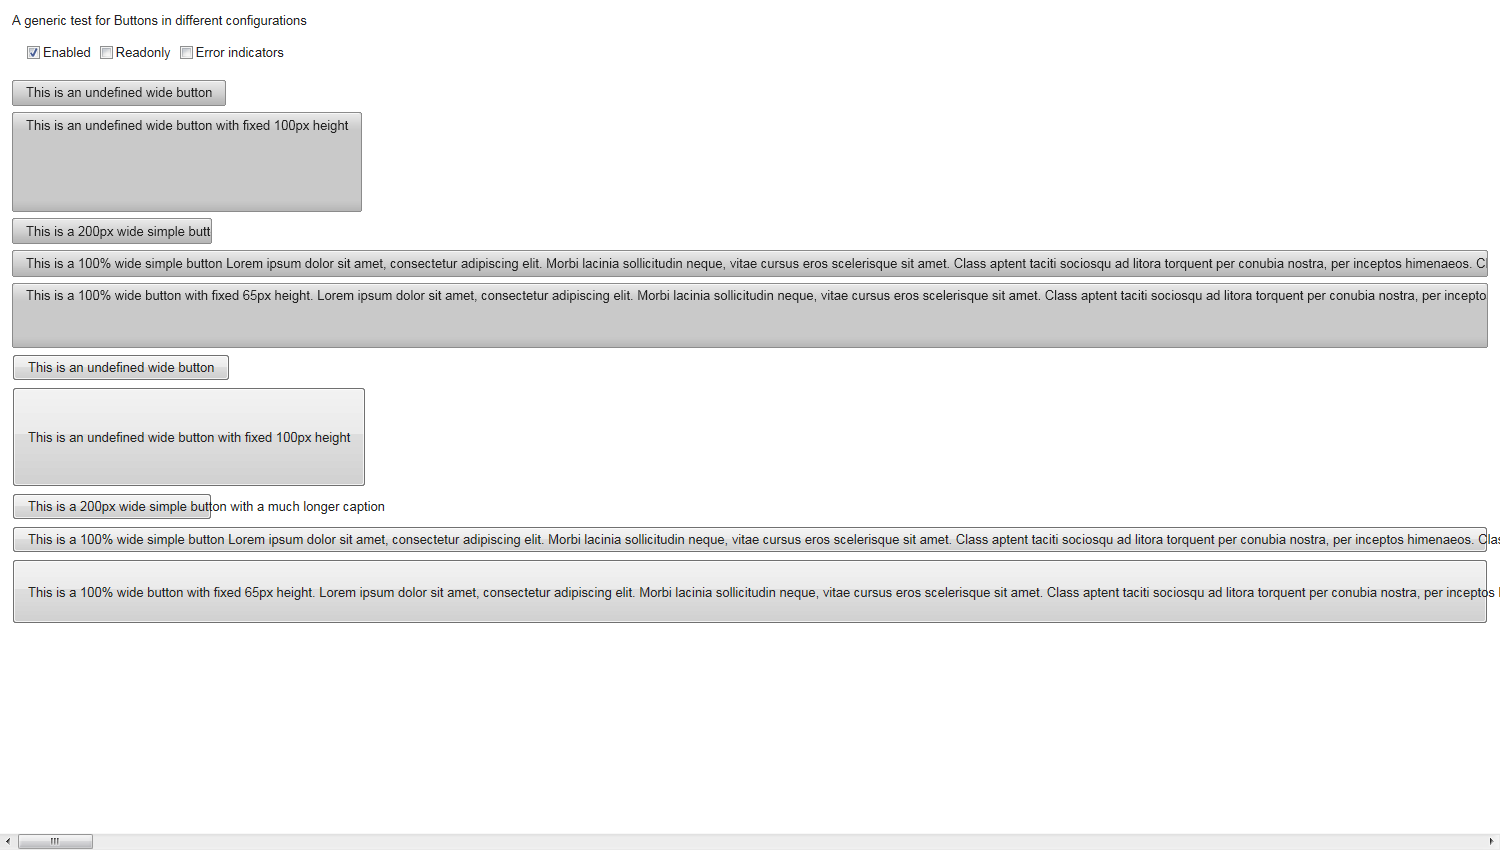 A generic test for Buttons in different configurations
Enabled Readonly Error indicators
This is an undefined wide button
This is an undefined wide button with fixed 100px height
This is a 200px wide simple butt
This is a 100% wide simple button Lorem ipsum dolor sit amet, consectetur adipiscing elit. Morbi lacinia sollicitudin neque, vitae cursus eros scelerisque sit amet. Class aptent taciti sociosqu ad litora torquent per conubia nostra, per inceptos himenaeos. C
This is a 100% wide button with fixed 65px height. Lorem ipsum dolor sit amet, consectetur adipiscing elit. Morbi lacinia sollicitudin neque, vitae cursus eros scelerisque sit amet. Class aptent taciti sociosqu ad litora torquent per conubia nostra, per incepto
This is an undefined wide button
This is an undefined wide button with fixed 100px height
This is a 200px wide simple button with a much longer caption
This is a 100% wide simple button Lorem ipsum dolor sit amet, consectetur adipiscing elit. Morbi lacinia sollicitudin neque, vitae cursus eros scelerisque sit amet. Class aptent taciti sociosqu ad litora torquent per conubia nostra, per inceptos himenaeos. Clas
This is a 100% wide button with fixed 65px height. Lorem ipsum dolor sit amet, consectetur adipiscing elit. Morbi lacinia sollicitudin neque, vitae cursus eros scelerisque sit amet. Class aptent taciti sociosqu ad litora torquent per conubia nostra, per inceptos